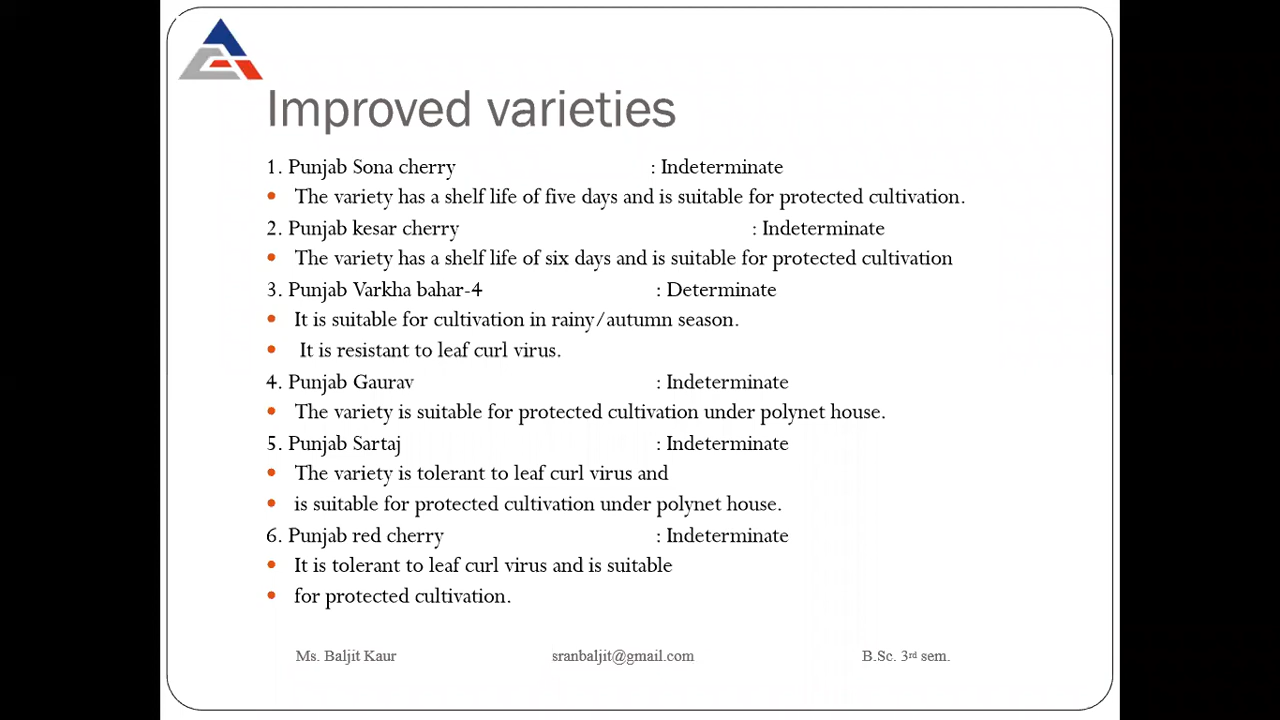 Improved varieties
1. Punjab Sona cherry : Indeterminate
• The variety has a shelf life of five days and is suitable for protected cultivation.
2. Punjab kesar cherry : Indeterminate
• The variety has a shelf life of six days and is suitable for protected cultivation
3. Punjab Varkha bahar-4 : Determinate
• It is suitable for cultivation in rainy/autumn season.
• It is resistant to leaf curl virus.
4. Punjab Gaurav : Indeterminate
• The variety is suitable for protected cultivation under polynet house.
5. Punjab Sartaj : Indeterminate
• The variety is tolerant to leaf curl virus and
• is suitable for protected cultivation under polynet house.
6. Punjab red cherry : Indeterminate
• It is tolerant to leaf curl virus and is suitable
• for protected cultivation.
Ms. Baljit Kaur sranbaljit@gmail.com B.Sc. 3rd sem.